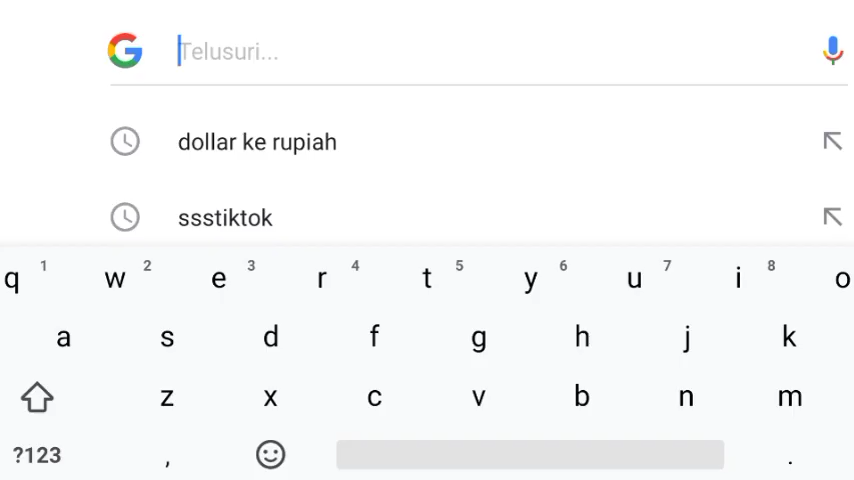 Telusuri...
dollar ke rupiah
ssstiktok
q 1 w 2 e 3 r 4 t 5 y 6 u 7 i 8 o
a s d f g h j k
z x c v b n m
?123 , .